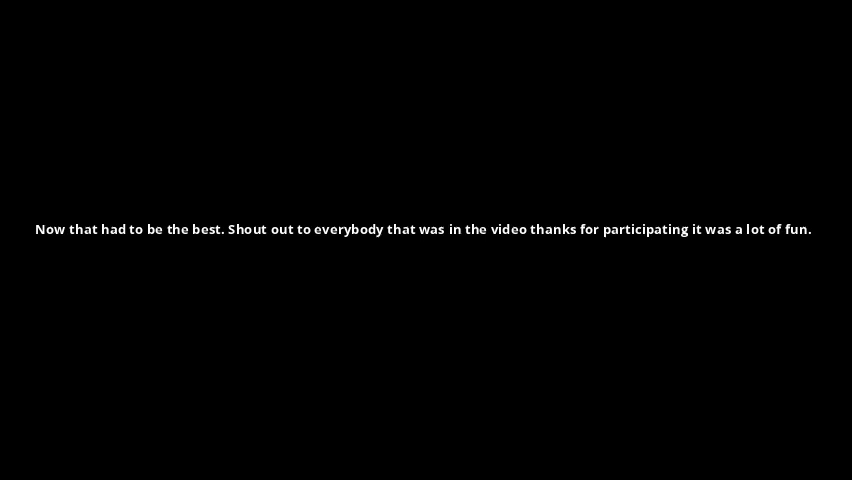 Now that had to be the best. Shout out to everybody that was in the video thanks for participating it was a lot of fun.